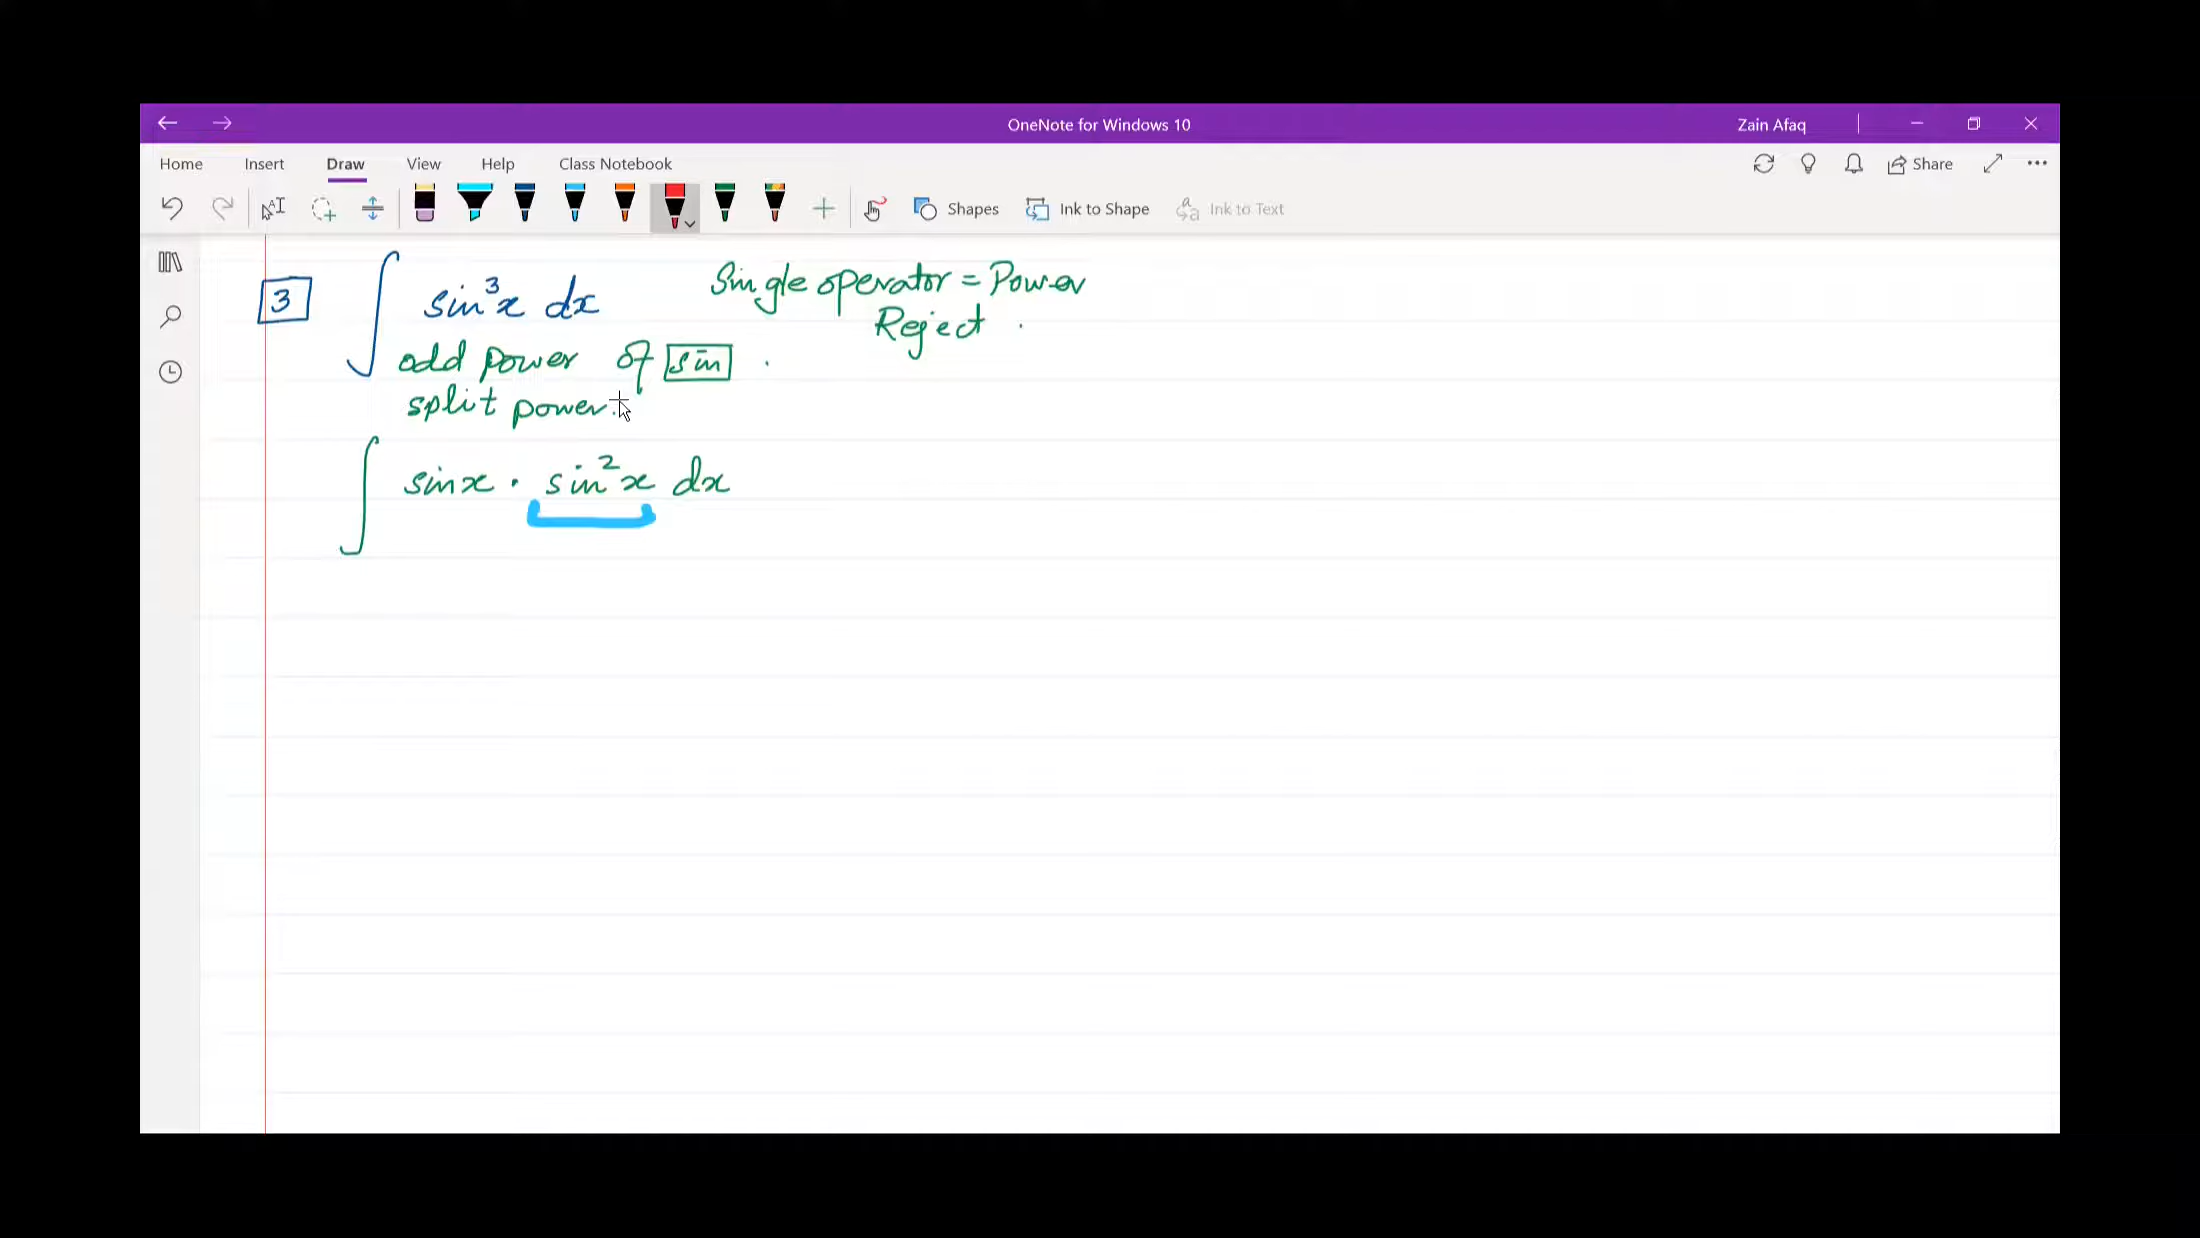 OneNote for Windows 10
Zain Afaq
Home Insert Draw View Help Class Notebook
Share
Shapes Ink to Shape Ink to Text
3 ∫ sin³x dx Single operator = Power
Reject .
odd power of sin .
split power.
∫ sinx · sin²x dx